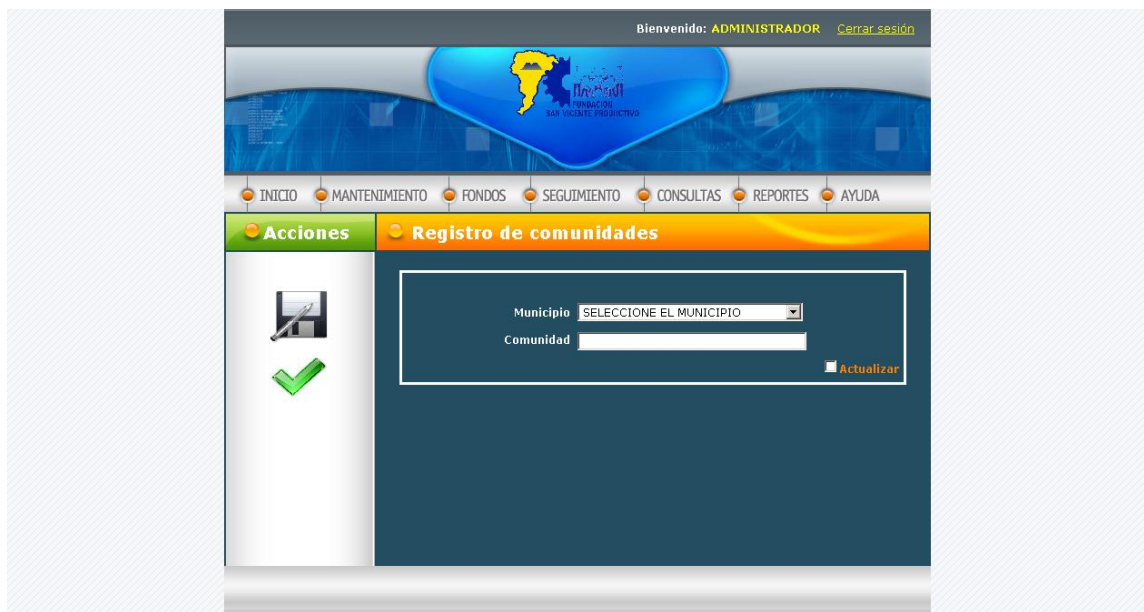 Bienvenido: ADMINISTRADOR Cerrar sesión
FUNDACION
SAN VICENTE PRODUCTIVO
INICIO MANTENIMIENTO FONDOS SEGUIMIENTO CONSULTAS REPORTES AYUDA
Acciones Registro de comunidades
Municipio SELECCIONE EL MUNICIPIO
Comunidad
Actualizar